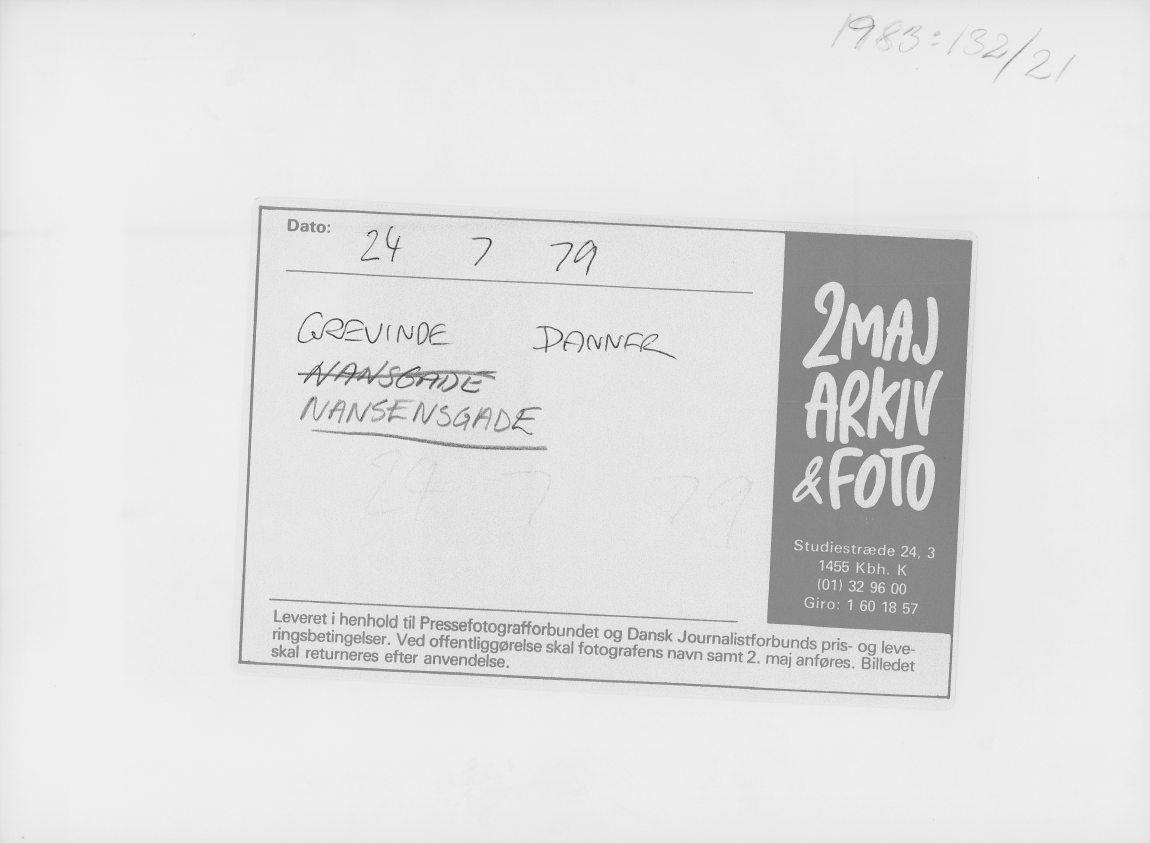 1983:132/21
Dato: 24 7 79
GREVINDE DANNER
NANSGADE
NANSENSGADE
24 7 79
2 MAJ
ARKIV
& FOTO
Studiestræde 24, 3
1455 Kbh. K
(01) 32 96 00
Giro: 1 60 18 57
Leveret i henhold til Pressefotografforbundet og Dansk Journalistforbunds pris- og leve-
ringsbetingelser. Ved offentliggørelse skal fotografens navn samt 2. maj anføres. Billedet
skal returneres efter anvendelse.